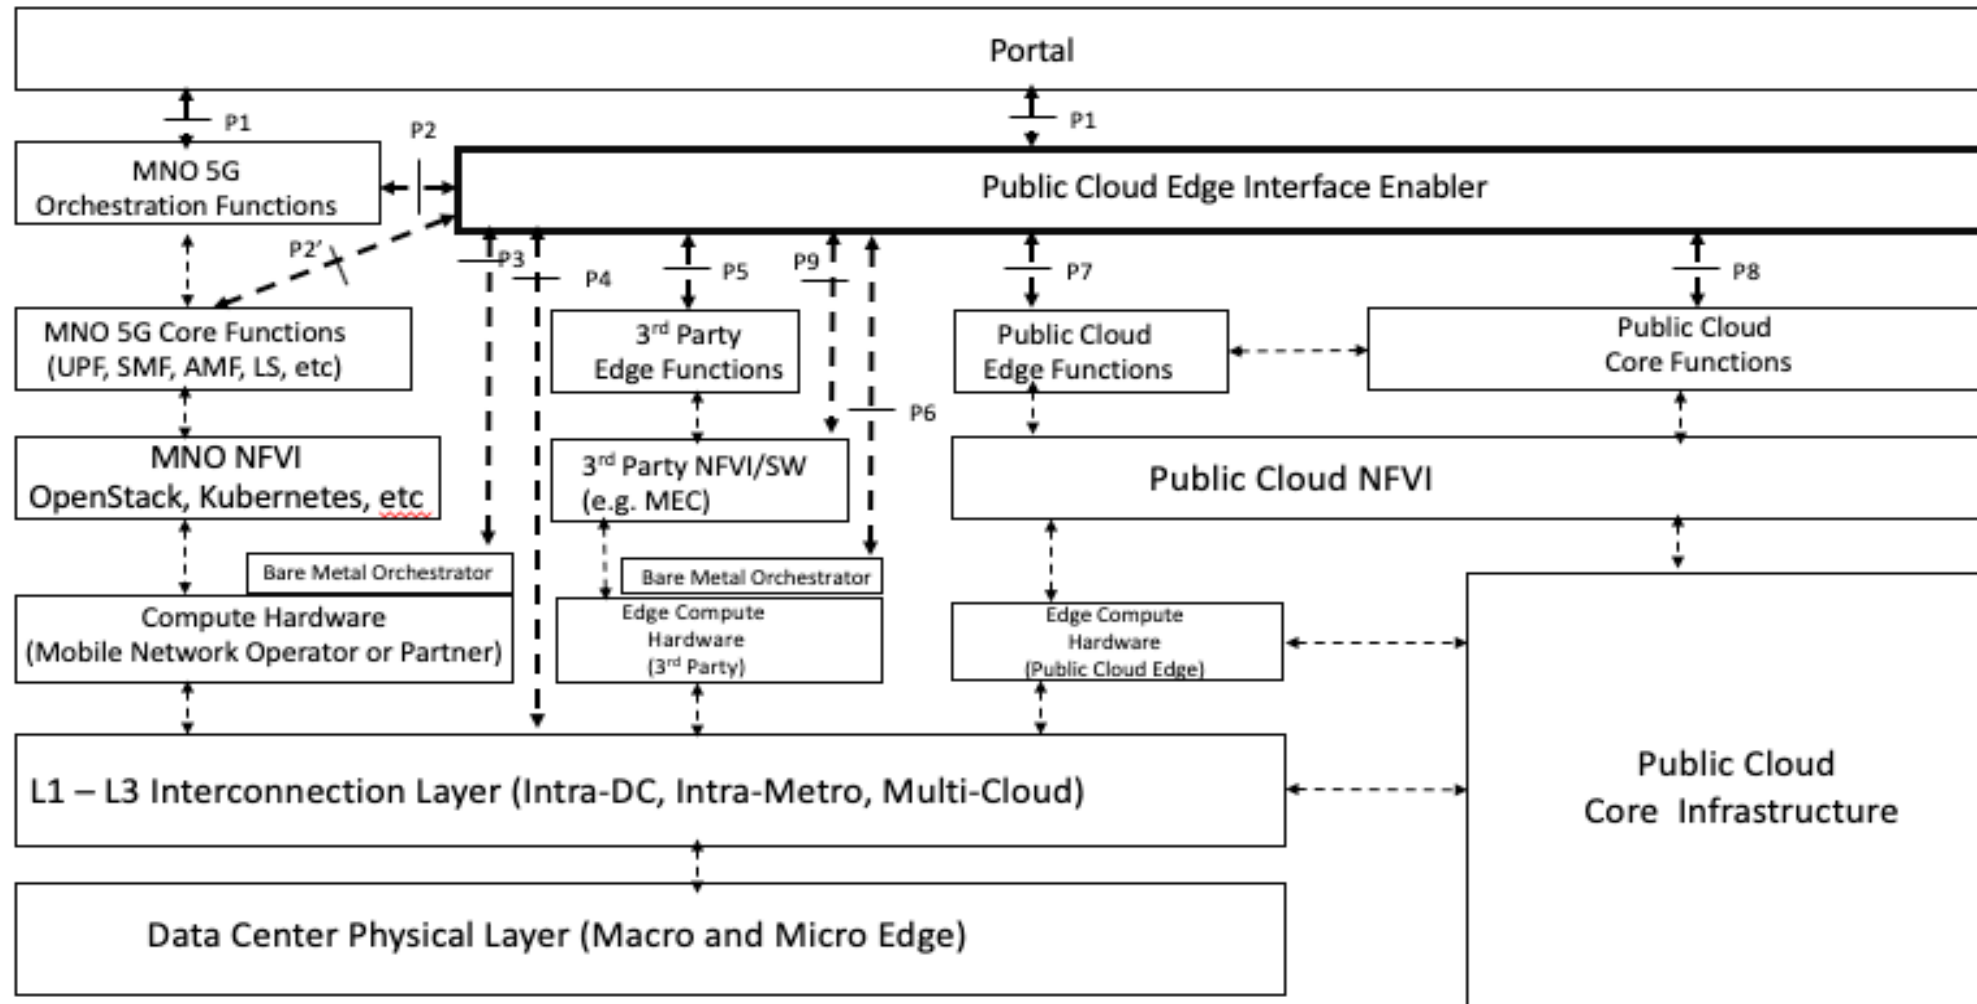 Portal
P1
P1
P2
MNO 5G
Orchestration Functions
Public Cloud Edge Interface Enabler
P2’
P3
P4
P5
P9
P7
P8
MNO 5G Core Functions
(UPF, SMF, AMF, LS, etc)
3rd Party
Edge Functions
Public Cloud
Edge Functions
Public Cloud
Core Functions
P6
MNO NFVI
OpenStack, Kubernetes, etc
3rd Party NFVI/SW
(e.g. MEC)
Public Cloud NFVI
Bare Metal Orchestrator
Bare Metal Orchestrator
Compute Hardware
(Mobile Network Operator or Partner)
Edge Compute
Hardware
(3rd Party)
Edge Compute
Hardware
(Public Cloud Edge)
L1 – L3 Interconnection Layer (Intra-DC, Intra-Metro, Multi-Cloud)
Public Cloud
Core Infrastructure
Data Center Physical Layer (Macro and Micro Edge)